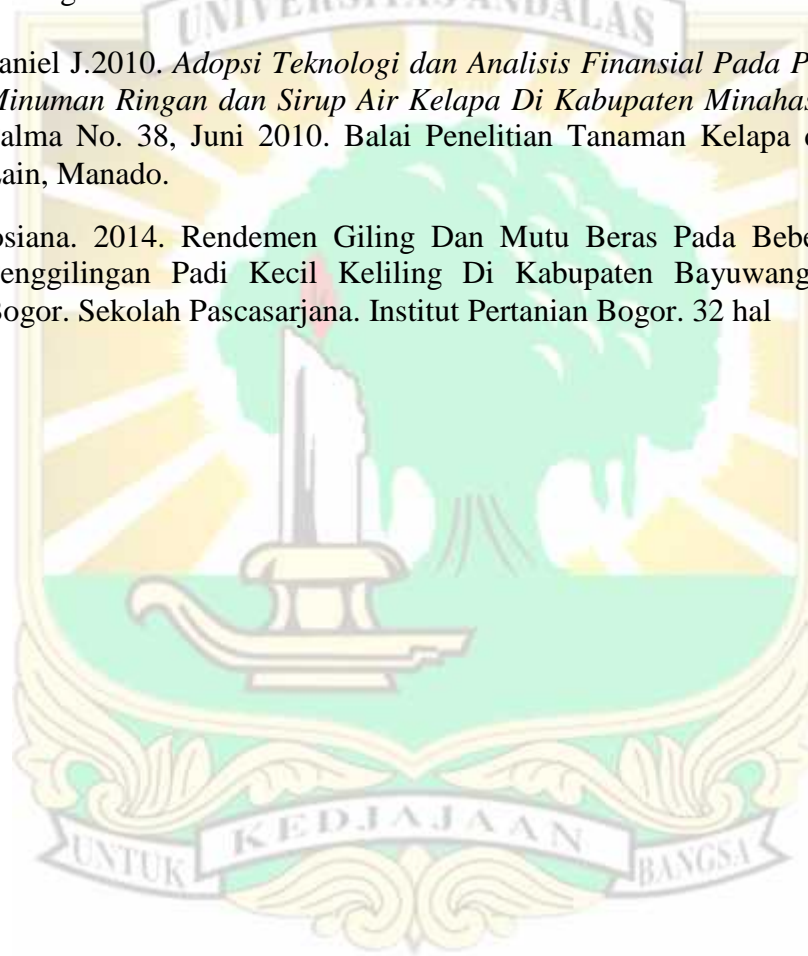 UNIVERSITAS ANDALAS
aniel J.2010. Adopsi Teknologi dan Analisis Finansial Pada P
Minuman Ringan dan Sirup Air Kelapa Di Kabupaten Minahas
alma No. 38, Juni 2010. Balai Penelitian Tanaman Kelapa
ain, Manado.
osiana. 2014. Rendemen Giling Dan Mutu Beras Pada Bebe
enggilingan Padi Kecil Keliling Di Kabupaten Bayuwang
Bogor. Sekolah Pascasarjana. Institut Pertanian Bogor. 32 hal
UNTUK KEDJAJAAN BANGSA